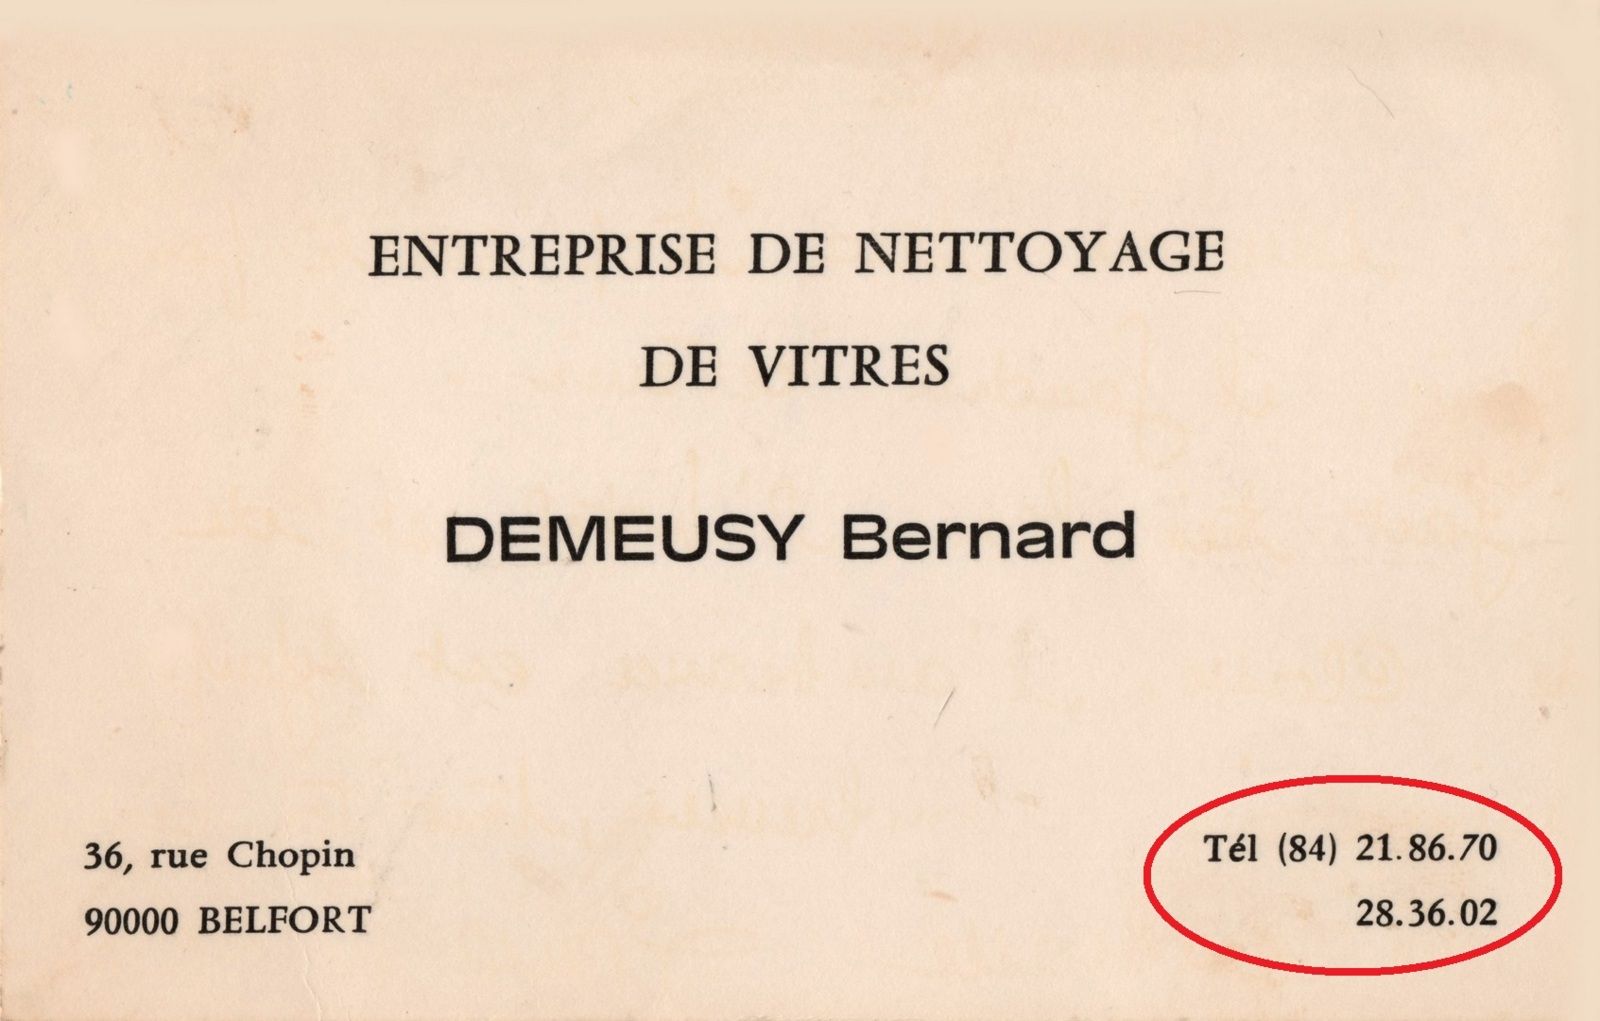 ENTREPRISE DE NETTOYAGE
DE VITRES
DEMEUSY Bernard
36, rue Chopin
90000 BELFORT
Tél (84) 21.86.70
28.36.02